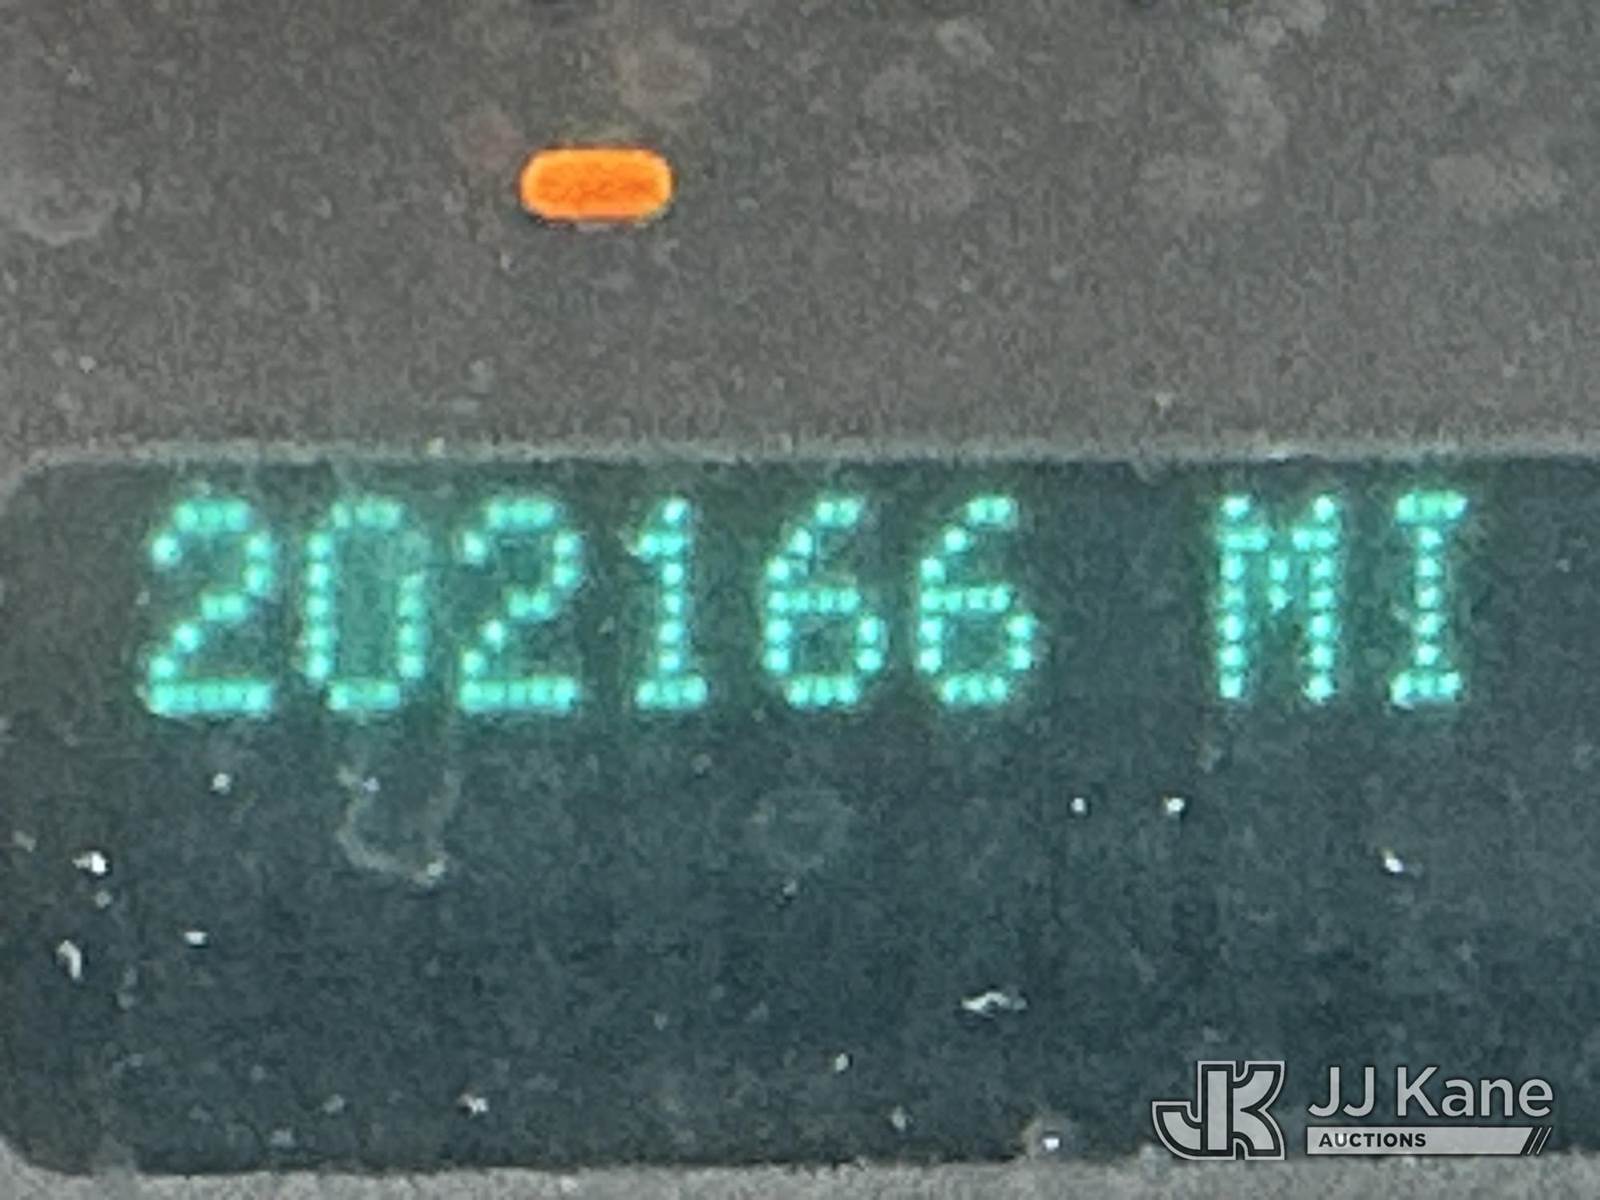 202166 MI
JJ Kane
AUCTIONS